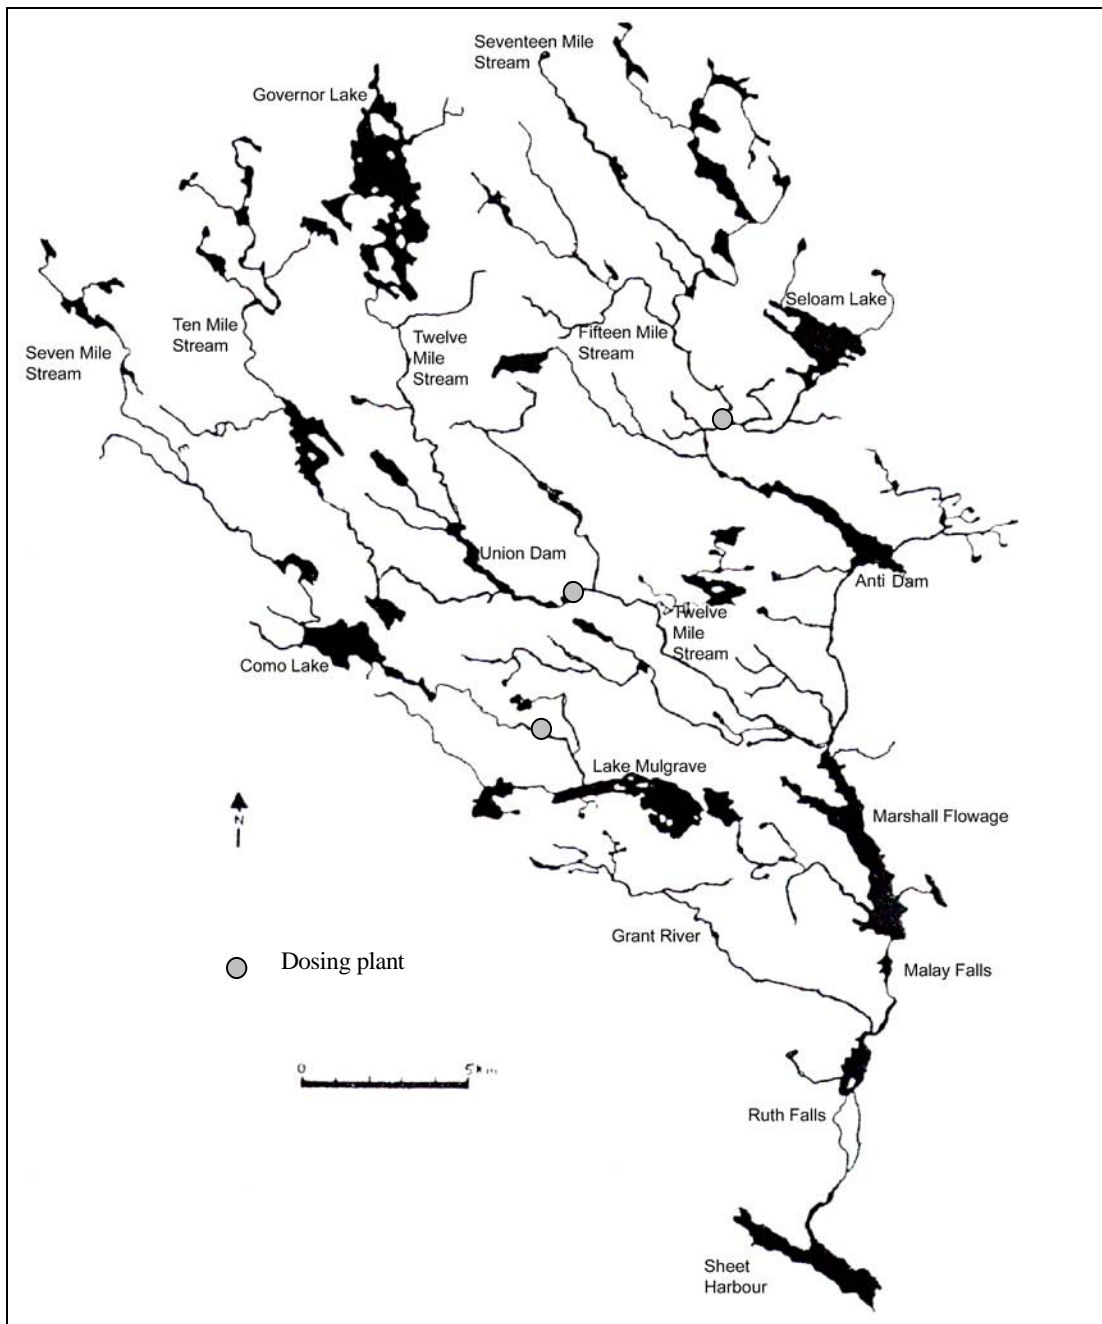 Seventeen Mile
Stream
Governor Lake
Seloam Lake
Ten Mile
Stream
Twelve
Mile
Stream
Fifteen Mile
Stream
Seven Mile
Stream
Union Dam
Anti Dam
Twelve
Mile
Stream
Como Lake
Lake Mulgrave
N
Marshall Flowage
Grant River
Dosing plant
Malay Falls
0 5km
Ruth Falls
Sheet
Harbour